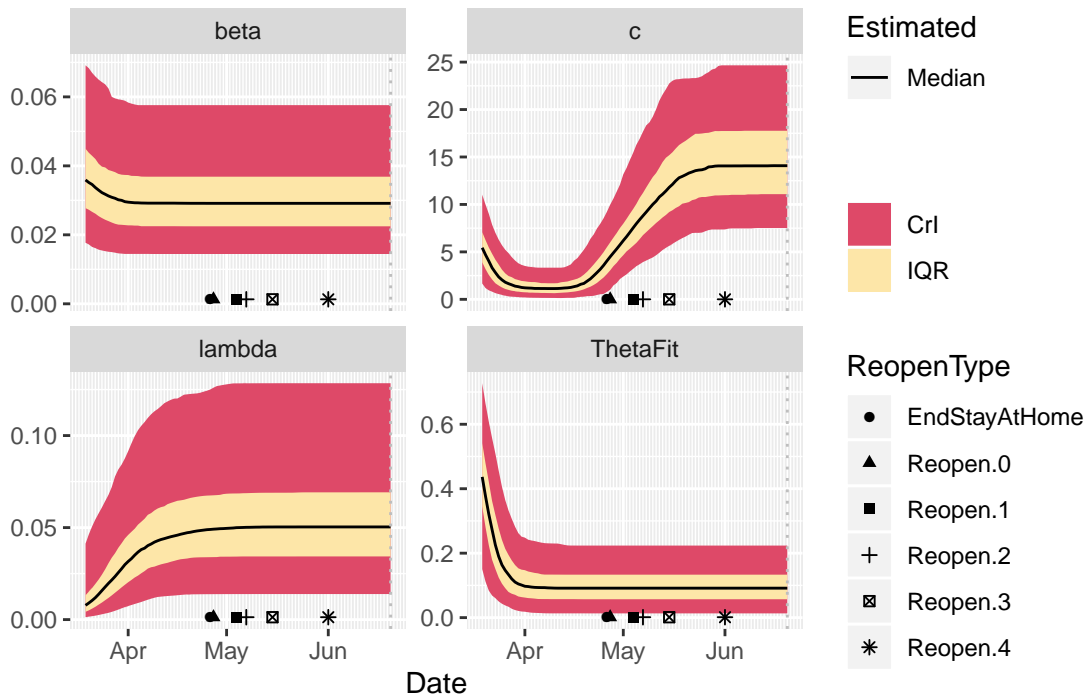 beta
c
Estimated
Median
0.06
0.04
0.02
0.00
25
20
15
10
5
0
CrI
IQR
lambda
ThetaFit
ReopenType
EndStayAtHome
Reopen.0
Reopen.1
Reopen.2
Reopen.3
Reopen.4
0.10
0.05
0.00
0.6
0.4
0.2
0.0
Apr May Jun
Apr May Jun
Date